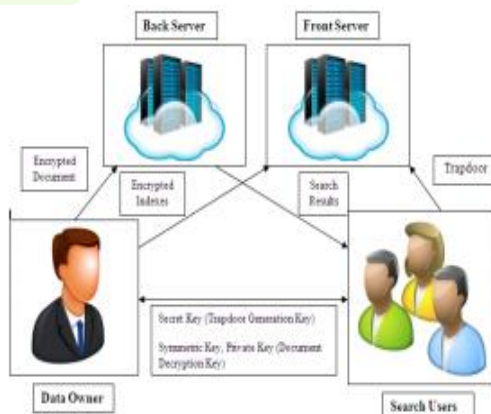 Back Server
Front Server
Encrypted
Document
Encrypted
Indexes
Search
Results
Trapdoor
Secret Key (Trapdoor Generation Key)
Symmetric Key, Private Key (Document
Decryption Key)
Data Owner
Search Users